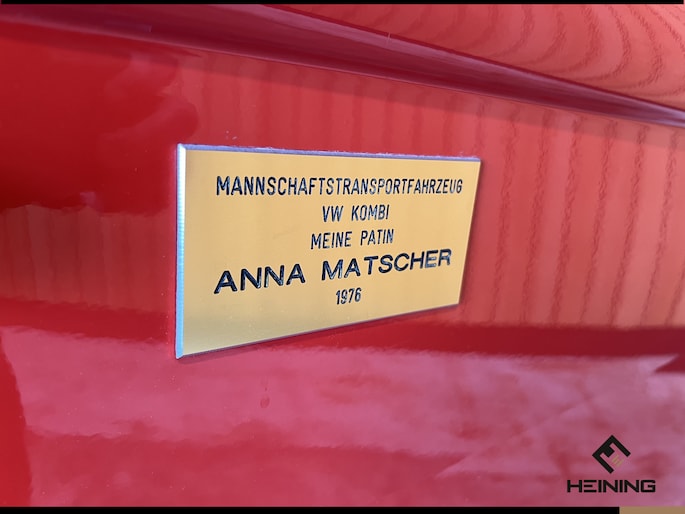 MANNSCHAFTSTRANSPORTFAHRZEUG
VW KOMBI
MEINE PATIN
ANNA MATSCHER
1976
HEINING